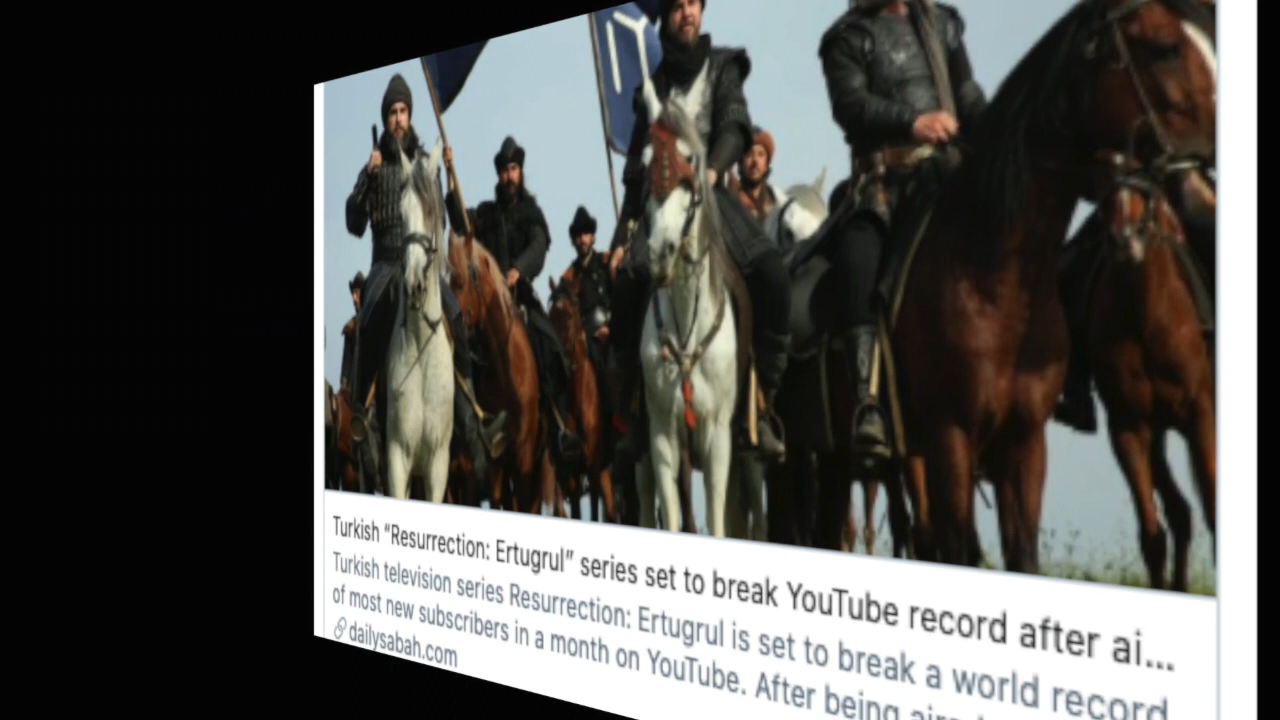 Turkish “Resurrection: Ertugrul” series set to break YouTube record after ai...
Turkish television series Resurrection: Ertugrul is set to break a world record
of most new subscribers in a month on YouTube. After being
dailysabah.com